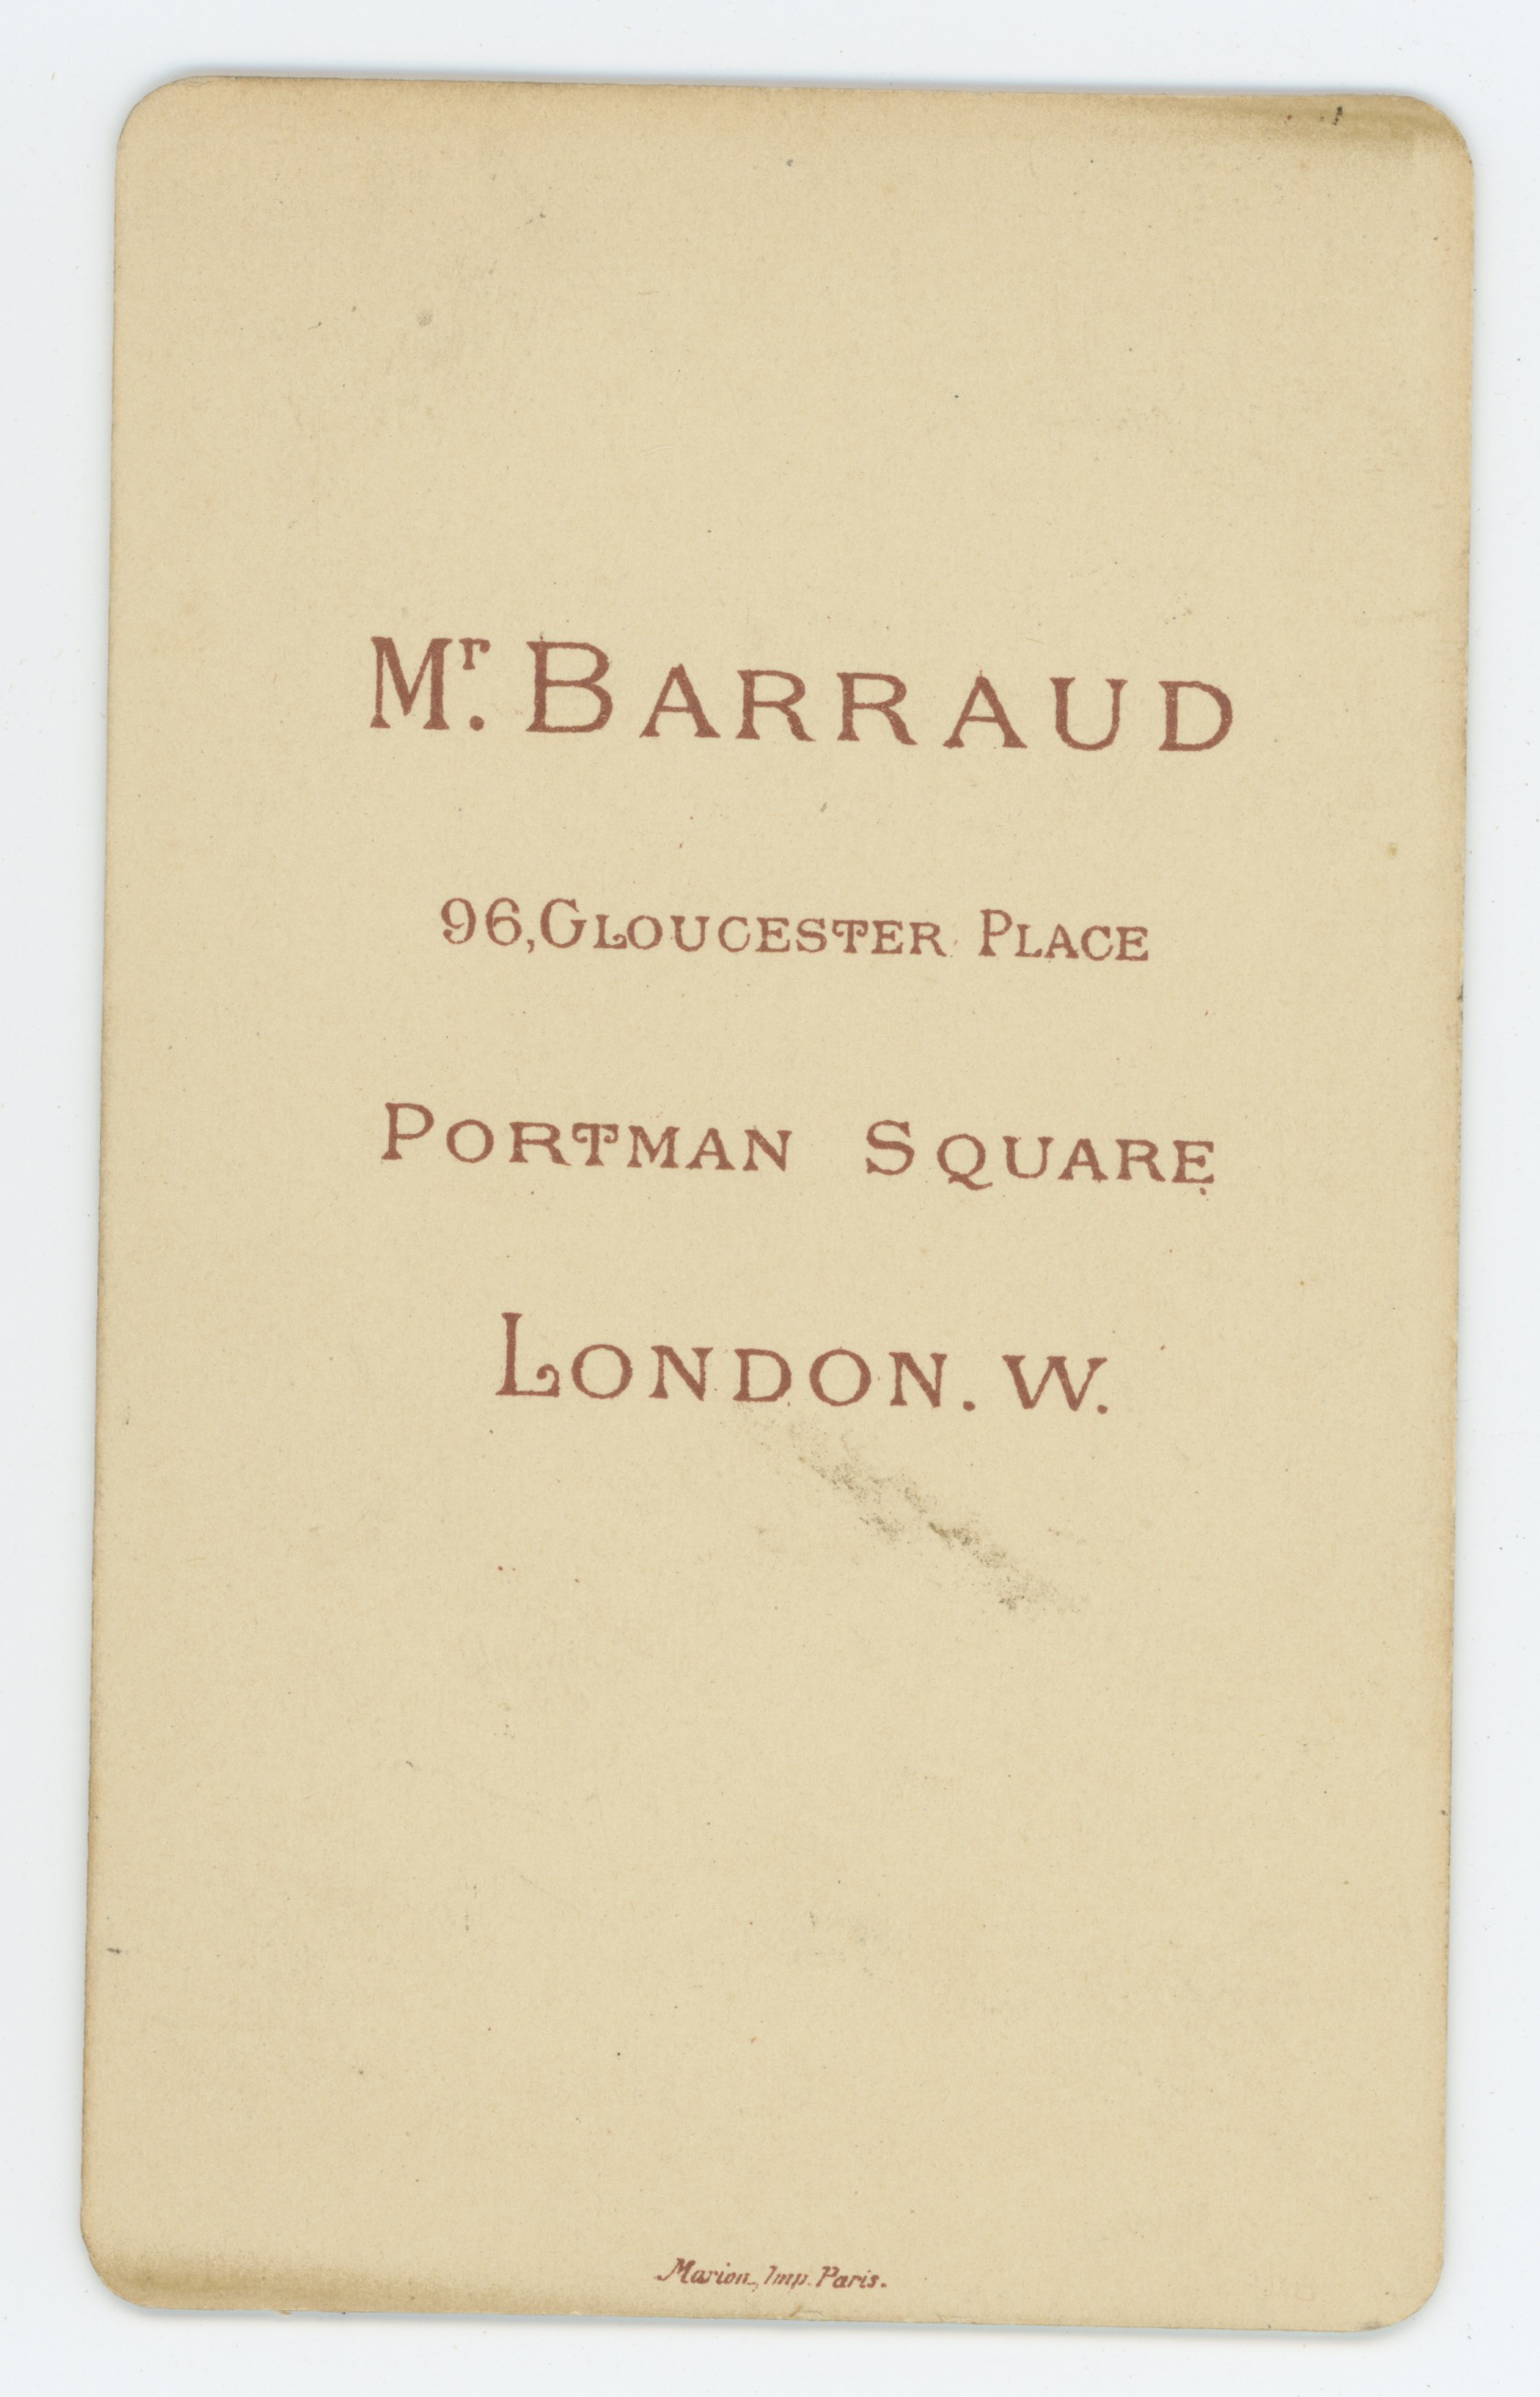 Mr. BARRAUD
96, GLOUCESTER PLACE
PORTMAN SQUARE
LONDON. W.
Marion, Imp. Paris.